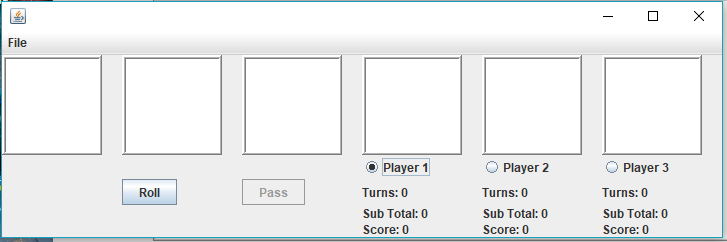 File
Player 1 Player 2 Player 3
Roll Pass Turns: 0 Turns: 0 Turns: 0
Sub Total: 0 Sub Total: 0 Sub Total: 0
Score: 0 Score: 0 Score: 0